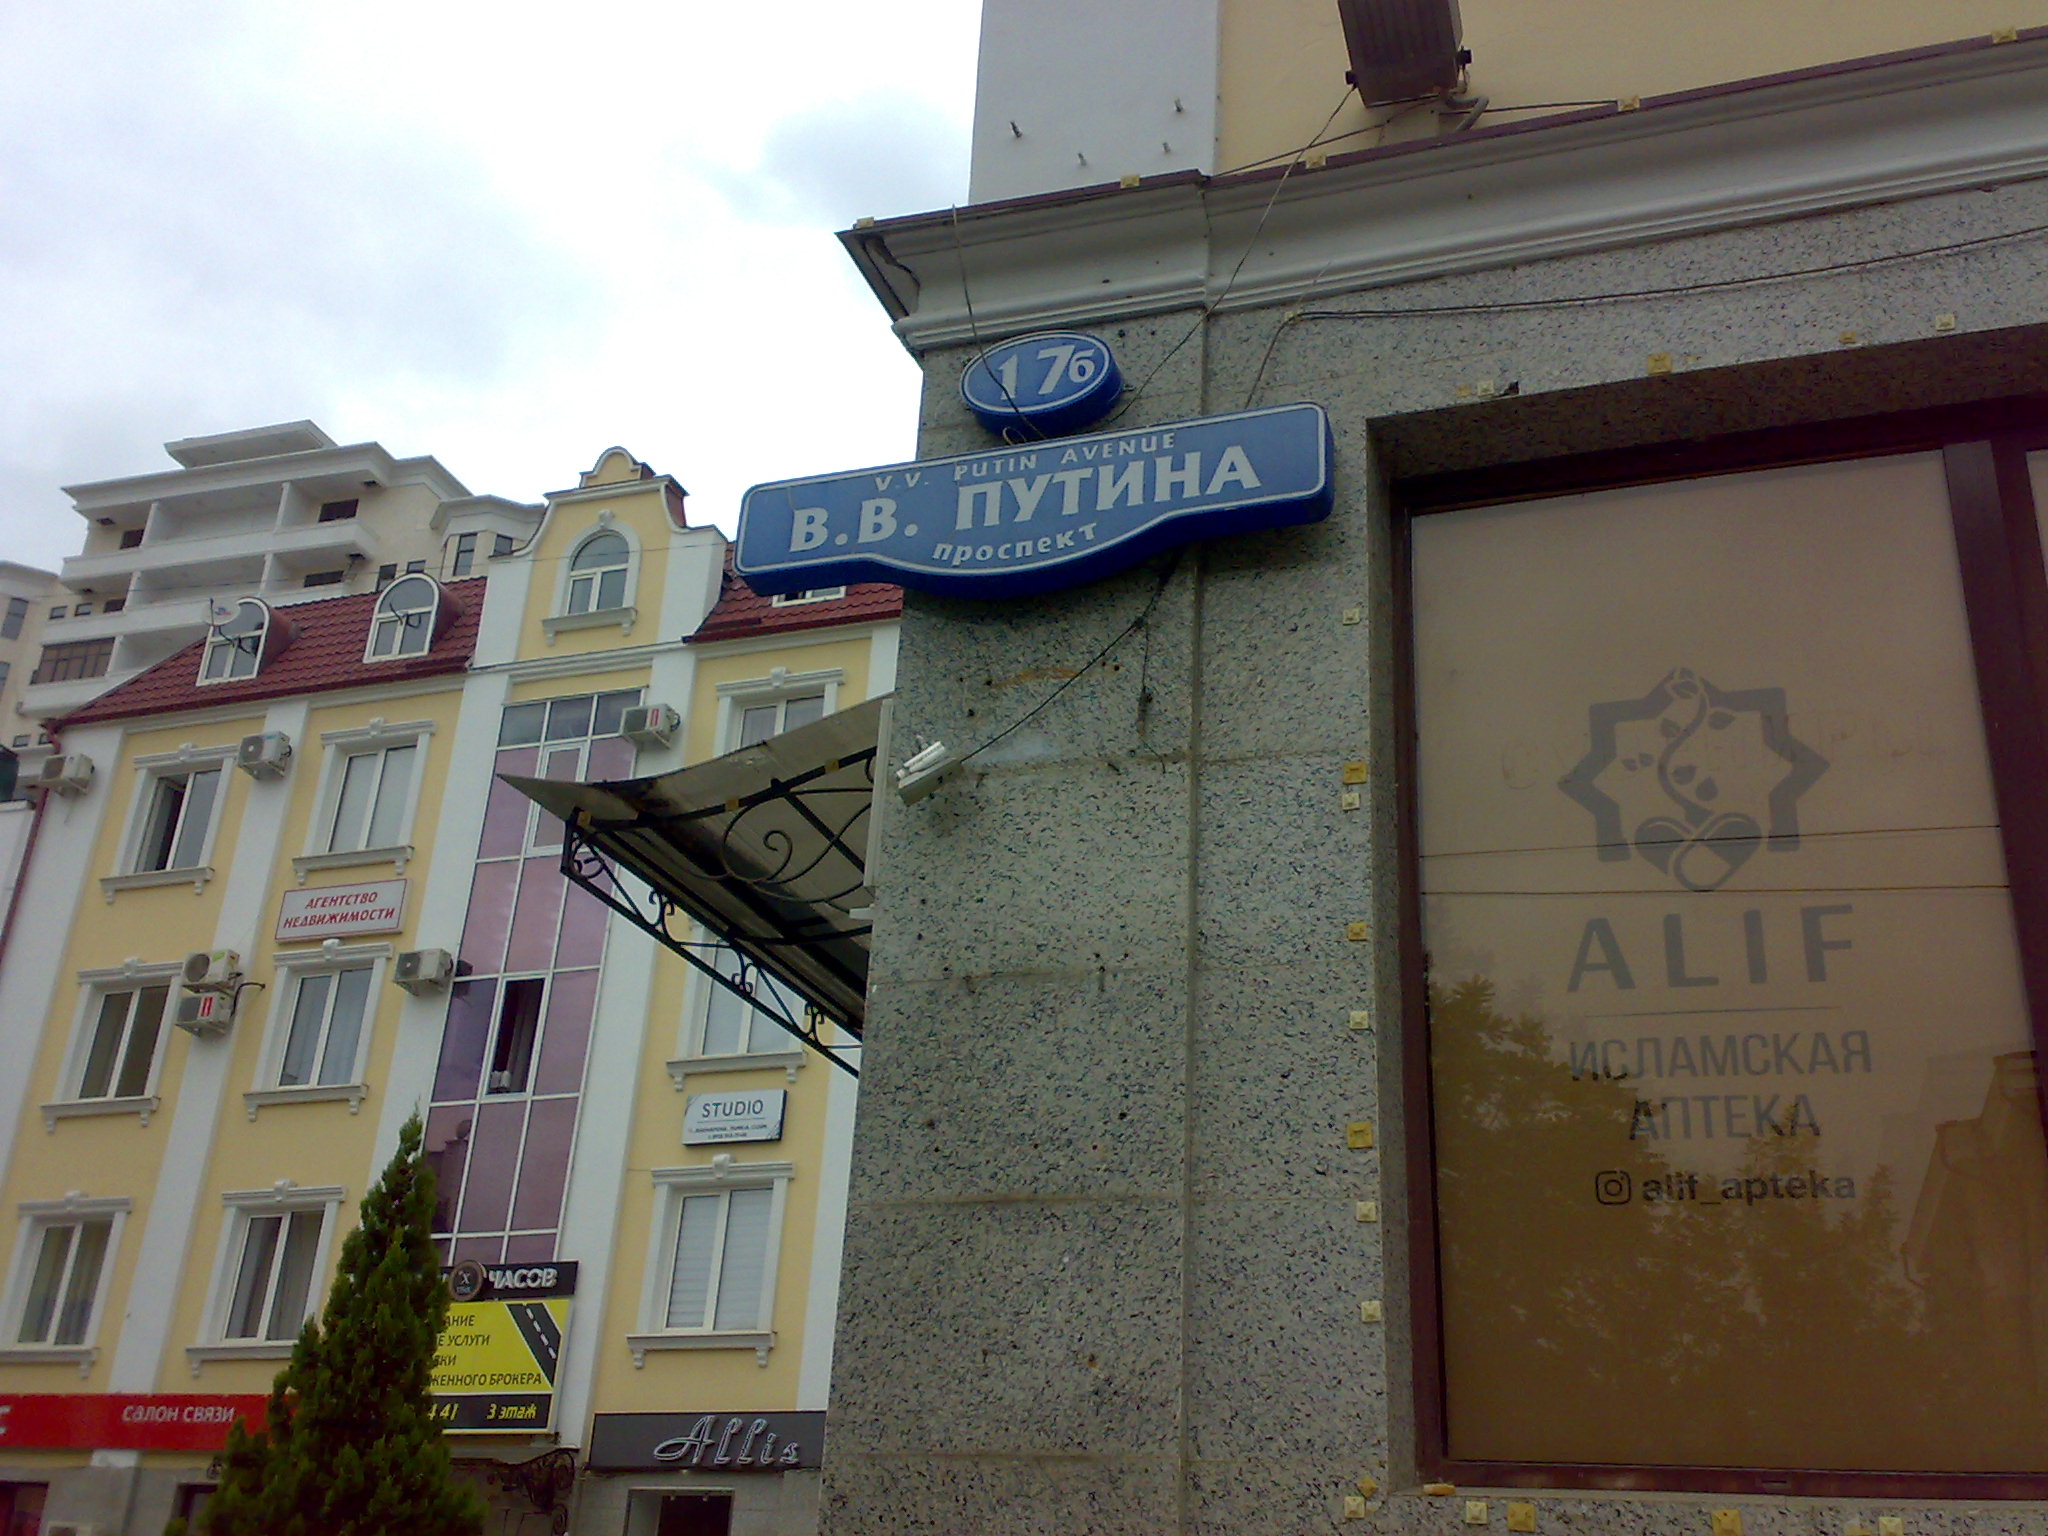 17б
V.V. PUTIN AVENUE
В.В. ПУТИНА
проспект
ALIF
ИСЛАМСКАЯ
АПТЕКА
alif_apteka
АГЕНТСТВО
НЕДВИЖИМОСТИ
STUDIO
ЧАСОВ
УСЛУГИ
БРОКЕРА
3 этаж
салон связи
Allis